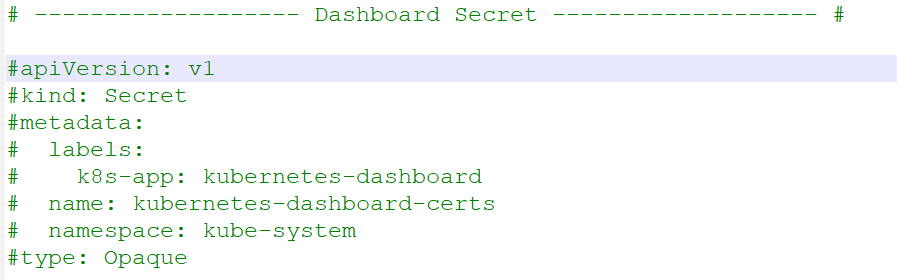 # ------------------- Dashboard Secret ------------------- #
#apiVersion: v1
#kind: Secret
#metadata:
#  labels:
#    k8s-app: kubernetes-dashboard
#  name: kubernetes-dashboard-certs
#  namespace: kube-system
#type: Opaque